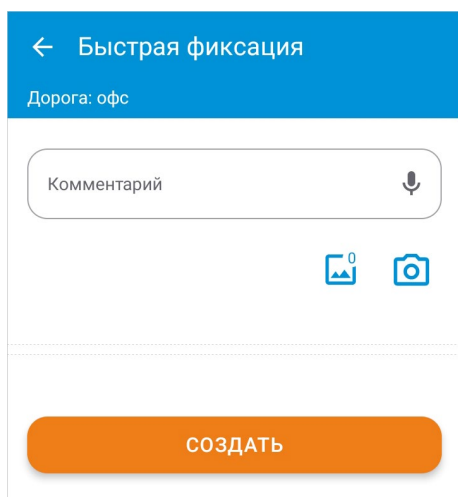 Быстрая фиксация
Дорога: офс
Комментарий
0
СОЗДАТЬ